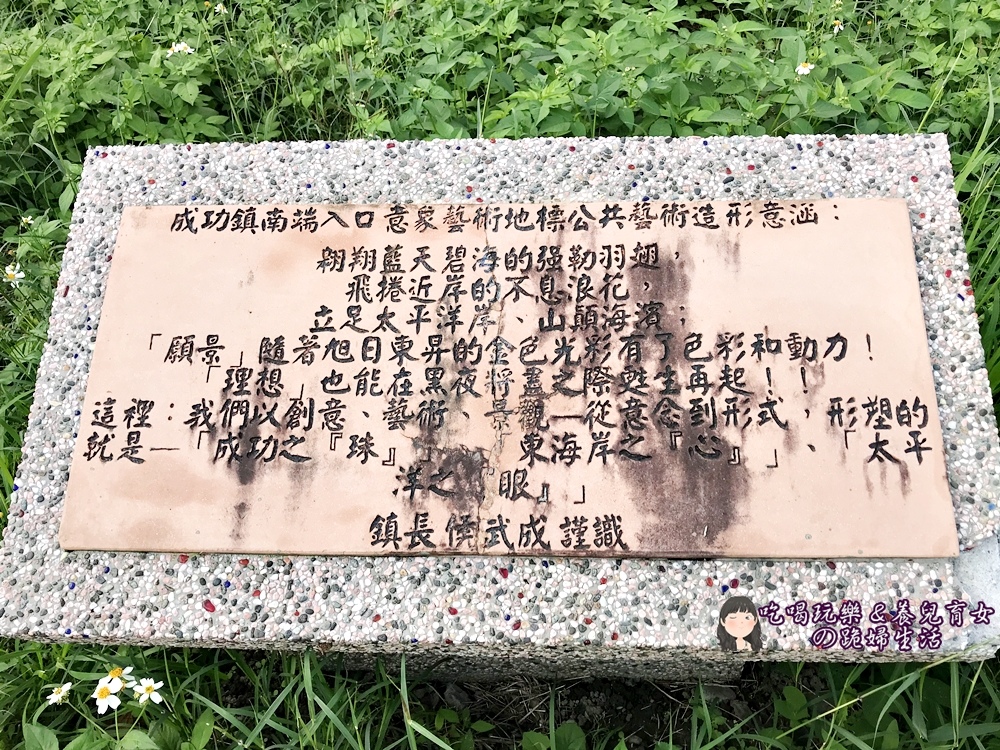 成功鎮南端入口意象藝術地標公共藝術造形意涵：
翱翔藍天碧海的强勒羽翅，
飛捲近岸的不息浪花，
立足太平洋岸、山顛海濱；
「願景」隨著旭日東昇的金色光彩有了色彩和動力！
「理想」也能在黑夜將盡之際甦生再起！！
這裡：我們以創意、藝術、景觀—從意念到形式，形塑的
就是—「成功之『珠』」、「東海岸之『心』」、「太平
洋之『眼』」
鎮長侯武成謹識
吃喝玩樂＆養兒育女
の跪婦生活